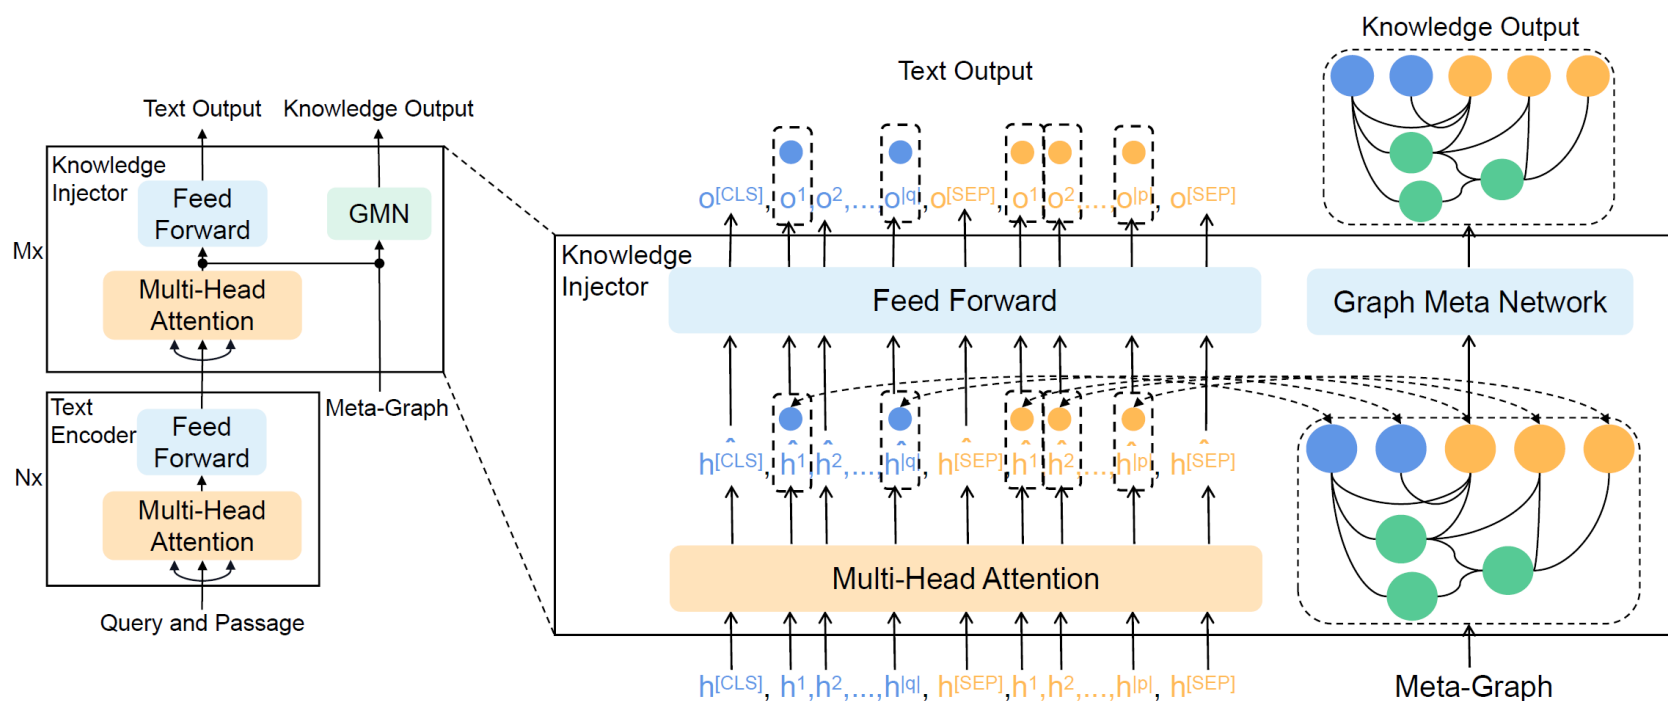 Text Output
Knowledge Output
Knowledge
Injector
Feed
Forward
GMN
Mx
Multi-Head
Attention
Text
Encoder
Meta-Graph
Feed
Forward
Nx
Multi-Head
Attention
Query and Passage
Knowledge Output
Text Output
o[CLS], o1,o2,...,o|q|,o[SEP],o1,o2,...,o|p|, o[SEP]
Knowledge
Injector
Feed Forward
Graph Meta Network
ĥ[CLS], ĥ1,ĥ2,...,ĥ|q|, ĥ[SEP],ĥ1,ĥ2,...,ĥ|p|, ĥ[SEP]
Multi-Head Attention
h[CLS], h1,h2,...,h|q|, h[SEP],h1,h2,...,h|p|, h[SEP]
Meta-Graph